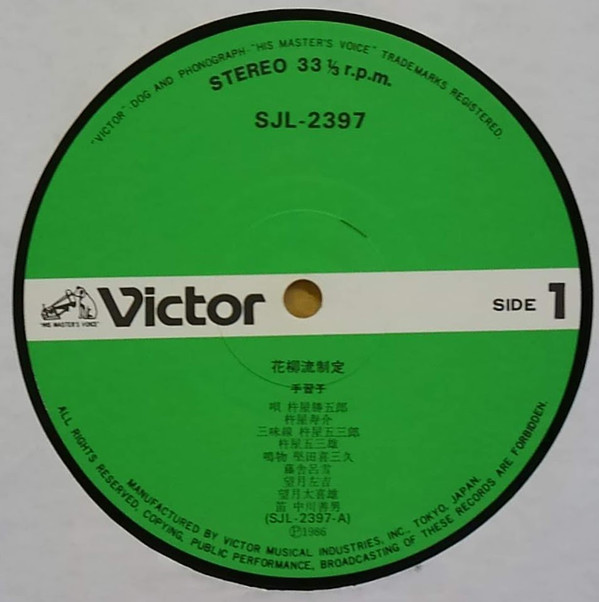 "VICTOR" DOG AND PHONOGRAPH "HIS MASTER'S VOICE" TRADEMARKS REGISTERED.
STEREO 33 ⅓ r.p.m.
SJL-2397
"HIS MASTER'S VOICE"
Victor
SIDE 1
花柳流制定
手習子
唄 杵屋勝五郎
杵屋寿介
三味線 杵屋五三郎
杵屋五三雄
鳴物 堅田喜三久
藤舎呂雪
望月左吉
望月太喜雄
笛 中川善男
(SJL-2397-A)
Ⓟ1986
MANUFACTURED BY VICTOR MUSICAL INDUSTRIES, INC. TOKYO, JAPAN.
ALL RIGHTS RESERVED, COPYING, PUBLIC PERFORMANCE, BROADCASTING OF THESE RECORDS ARE FORBIDDEN.